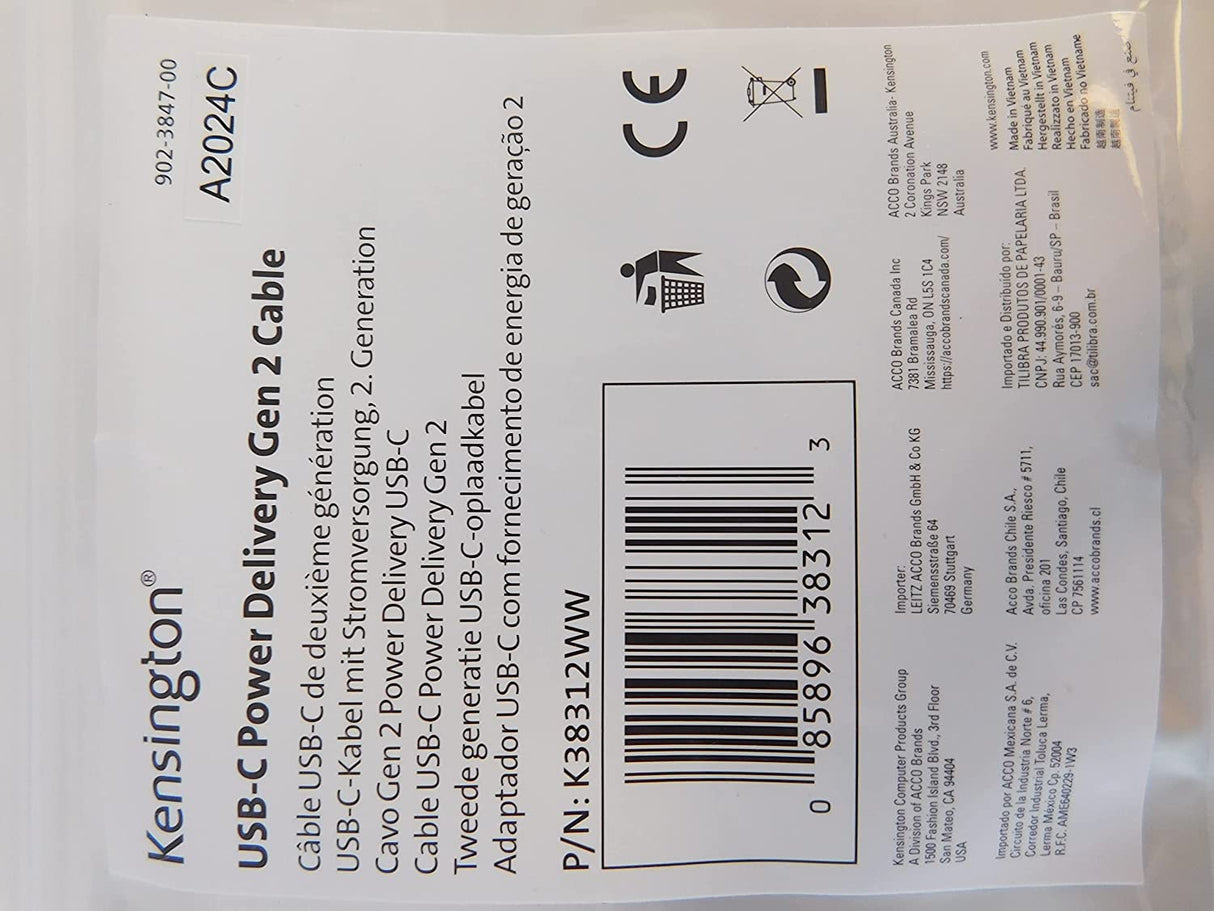 Kensington®
902-3847-00
A2024C
USB-C Power Delivery Gen 2 Cable
Câble USB-C de deuxième génération
USB-C-Kabel mit Stromversorgung, 2. Generation
Cavo Gen 2 Power Delivery USB-C
Cable USB-C Power Delivery Gen 2
Tweede generatie USB-C-oplaadkabel
Adaptador USB-C com fornecimento de energia de geração 2
P/N: K38312WW
0 85896 38312 3
CE
Kensington Computer Products Group
A Division of ACCO Brands
1500 Fashion Island Blvd., 3rd Floor
San Mateo, CA 94404
USA
Importer:
LEITZ ACCO Brands GmbH & Co KG
Siemensstraße 64
70469 Stuttgart
Germany
ACCO Brands Canada Inc
7381 Bramalea Rd
Mississauga, ON L5S 1C4
https://accobrandscanada.com/
ACCO Brands Australia- Kensington
2 Coronation Avenue
Kings Park
NSW 2148
Australia
Importado por ACCO Mexicana S.A. de C.V.
Circuito de la Industria Norte # 6,
Corredor Industrial Toluca Lerma,
Lerma México Cp. 52004
R.F.C. AME640229-1W3
Acco Brands Chile S.A.,
Avda. Presidente Riesco # 5711,
oficina 201
Las Condes, Santiago, Chile
CP 7561114
www.accobrands.cl
Importado e Distribuído por:
TILIBRA PRODUTOS DE PAPELARIA LTDA.
CNPJ: 44.990.901/0001-43
Rua Aymorés, 6-9 – Bauru/SP – Brasil
CEP 17013-900
sac@tilibra.com.br
www.kensington.com
Made in Vietnam
Fabriqué au Vietnam
Hergestellt in Vietnam
Realizzato in Vietnam
Hecho en Vietnam
Fabricado no Vietname
越南制造
越南製造
صنع في فيتنام